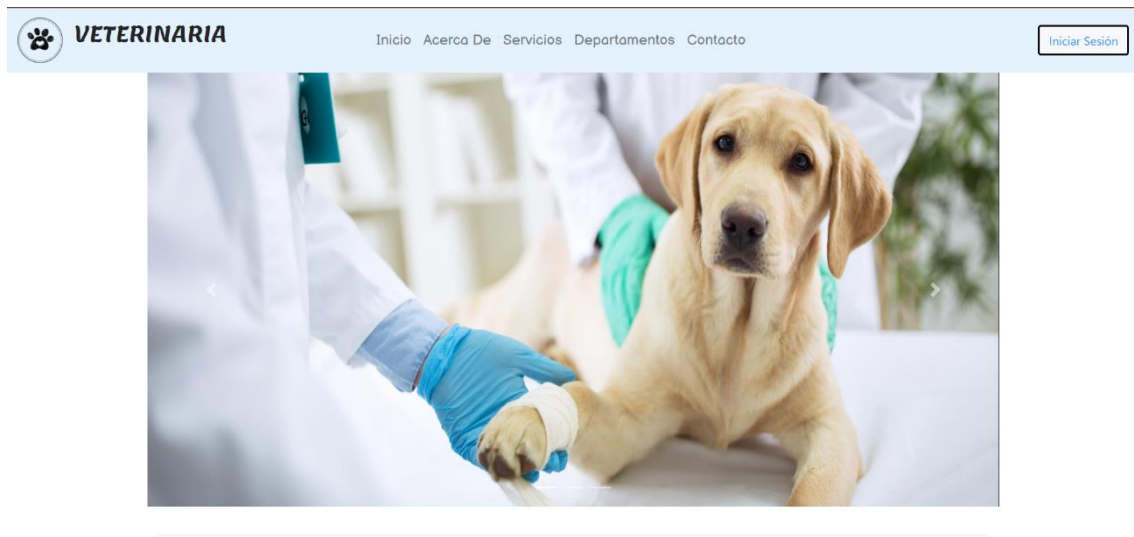 VETERINARIA
Inicio Acerca De Servicios Departamentos Contacto
Iniciar Sesión